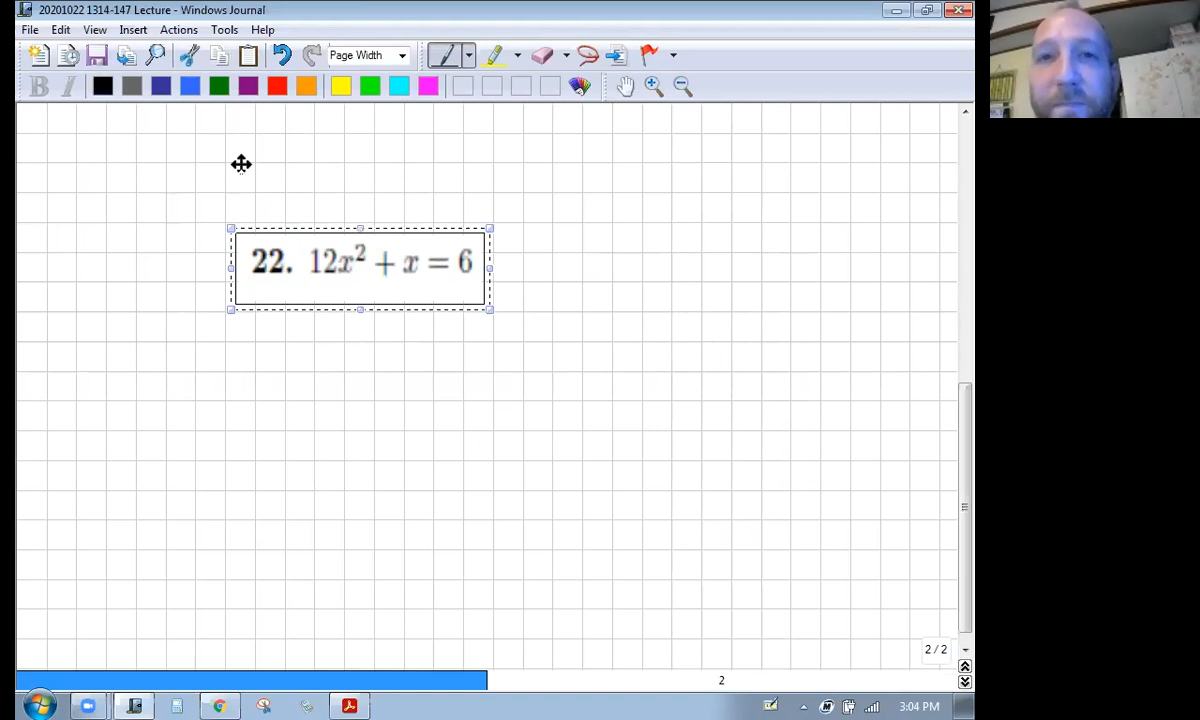 20201022 1314-147 Lecture - Windows Journal
File Edit View Insert Actions Tools Help
Page Width
B I
22. 12x² + x = 6
2 / 2
2
3:04 PM